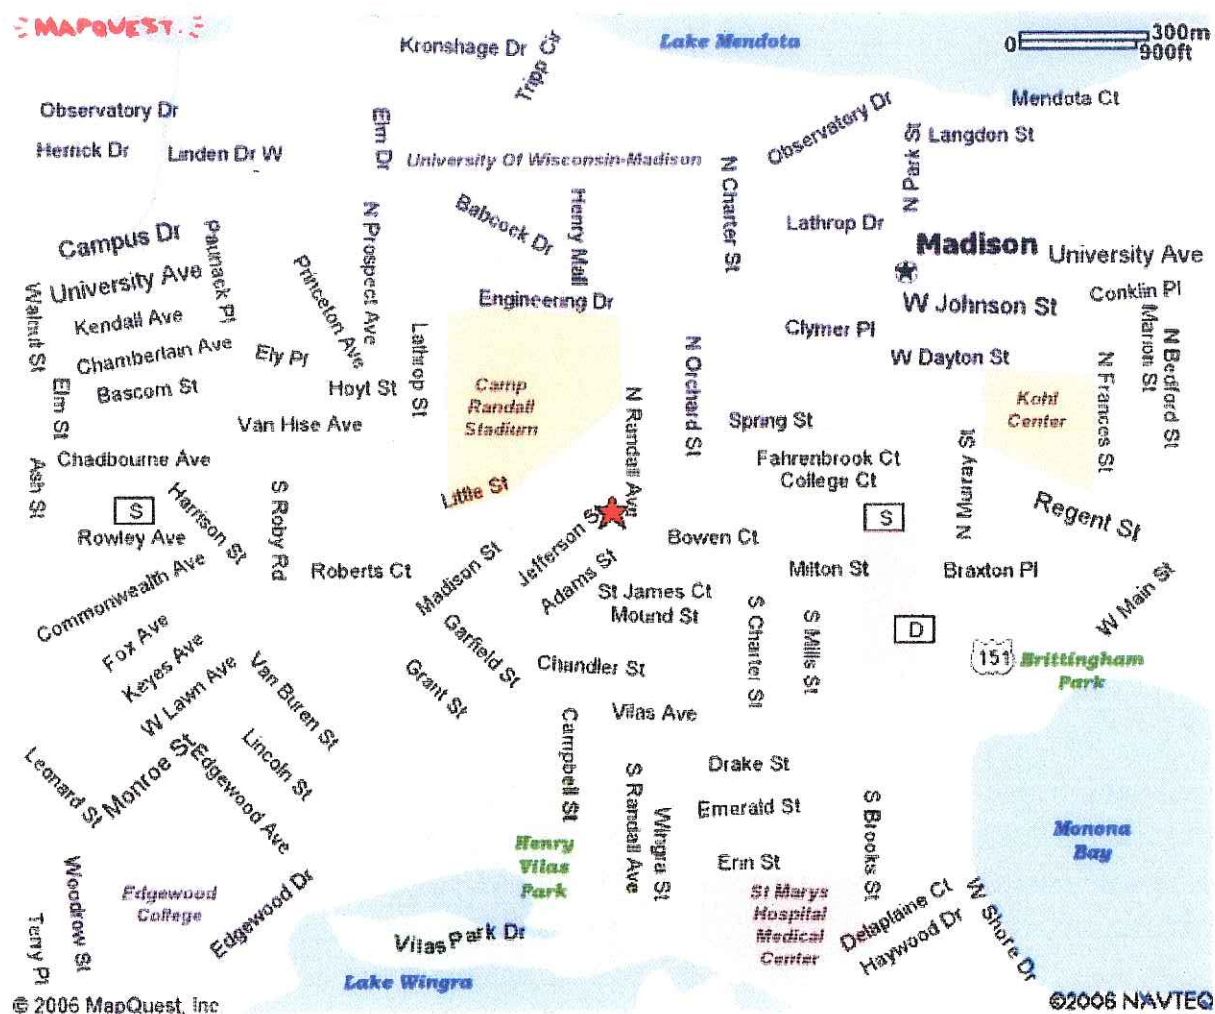 MAPQUEST.
Kronshage Dr
Tripp Cir
Lake Mendota
0
300m
900ft
Observatory Dr
Elm Dr
Observatory Dr
Mendota Ct
Langdon St
N Park St
Herrick Dr
Linden Dr W
University Of Wisconsin-Madison
N Charter St
Babcock Dr
Henry Mall
N Prospect Ave
Lathrop Dr
Campus Dr
Paunack Pl
Madison
University Ave
University Ave
Princeton Ave
Engineering Dr
W Johnson St
Conklin Pl
Walnut St
Kendall Ave
Clymer Pl
Marion St
N Bedford St
Chamberlain Ave
Ely Pl
Lathrop St
N Orchard St
W Dayton St
N Frances St
Bascom St
Hoyt St
Camp
Randall
Stadium
N Randall Ave
Kohl
Center
Elm St
Van Hise Ave
Spring St
Chadbourne Ave
Fahrenbrook Ct
College Ct
N Murray St
Ash St
Harrison St
S Roby Rd
Little St
Regent St
S
S
Rowley Ave
Jefferson St
Bowen Ct
Commonwealth Ave
Roberts Ct
Madison St
Adams St
St James Ct
Mound St
Milton St
Braxton Pl
W Main St
Fox Ave
Garfield St
S Charter St
S Mills St
D
151
Brittingham
Park
Keyes Ave
Van Buren St
Grant St
Chandler St
W Lawn Ave
Vilas Ave
Leonard St
Monroe St
Edgewood Ave
Lincoln St
Campbell St
Drake St
S Randall Ave
Wingra St
Emerald St
S Brooks St
Monona
Bay
Henry
Vilas
Park
Erin St
Woodrow St
Edgewood
College
Edgewood Dr
St Marys
Hospital
Medical
Center
Delaplaine Ct
Haywood Dr
W Shore Dr
Terry Pl
Vilas Park Dr
Lake Wingra
© 2006 MapQuest, Inc
©2006 NAVTEQ